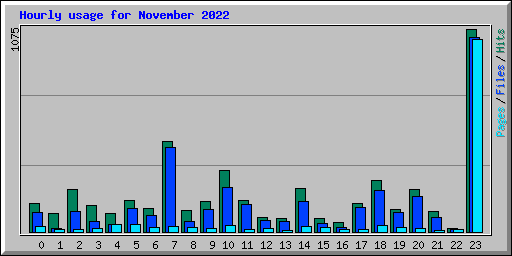 Hourly usage for November 2022
1075
Pages / Files / Hits
0 1 2 3 4 5 6 7 8 9 10 11 12 13 14 15 16 17 18 19 20 21 22 23